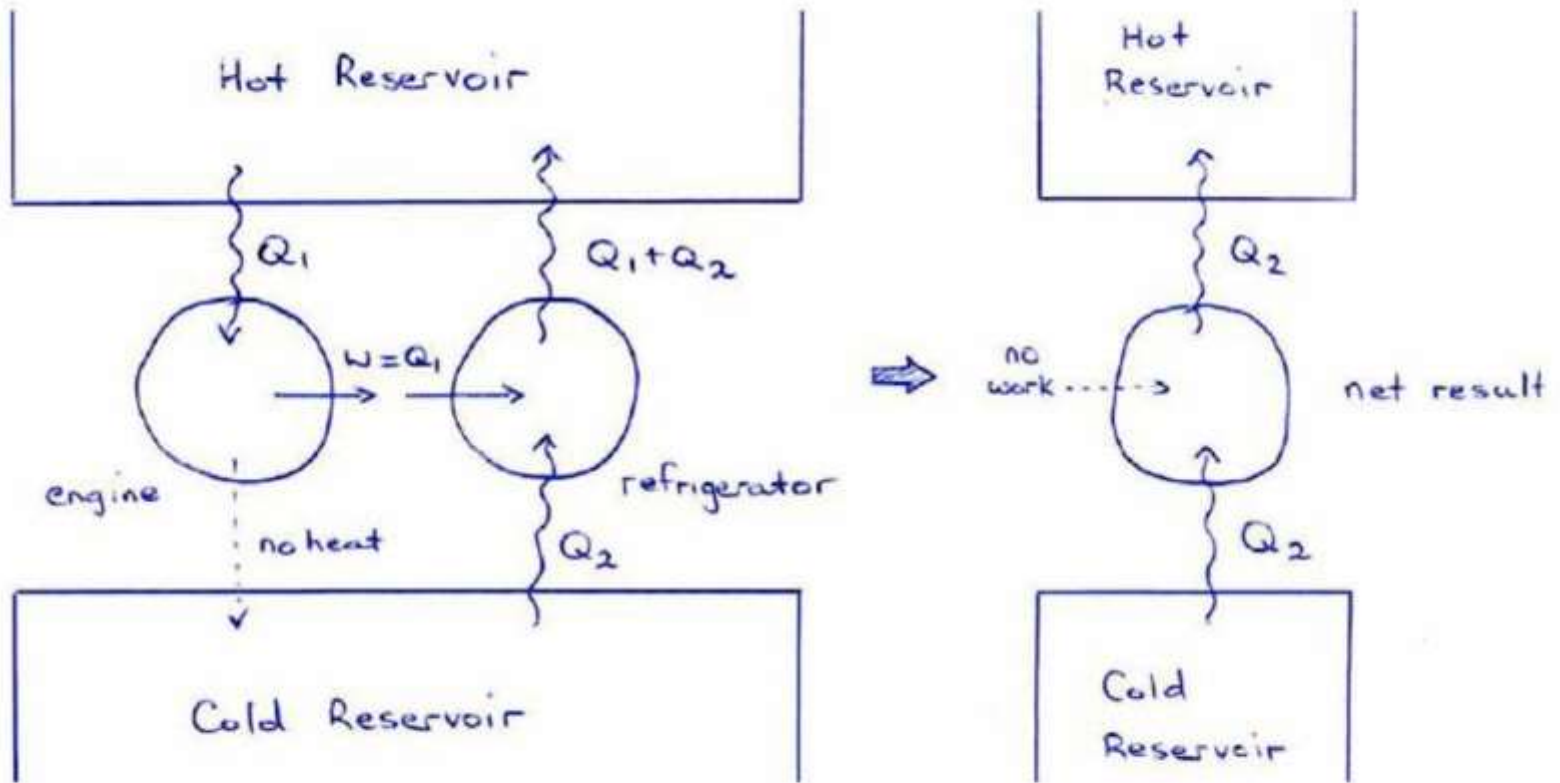 Hot Reservoir
Q₁
Q₁+Q₂
W=Q₁
engine
refrigerator
no heat
Q₂
Cold Reservoir
Hot
Reservoir
Q₂
no
work
net result
Q₂
Cold
Reservoir